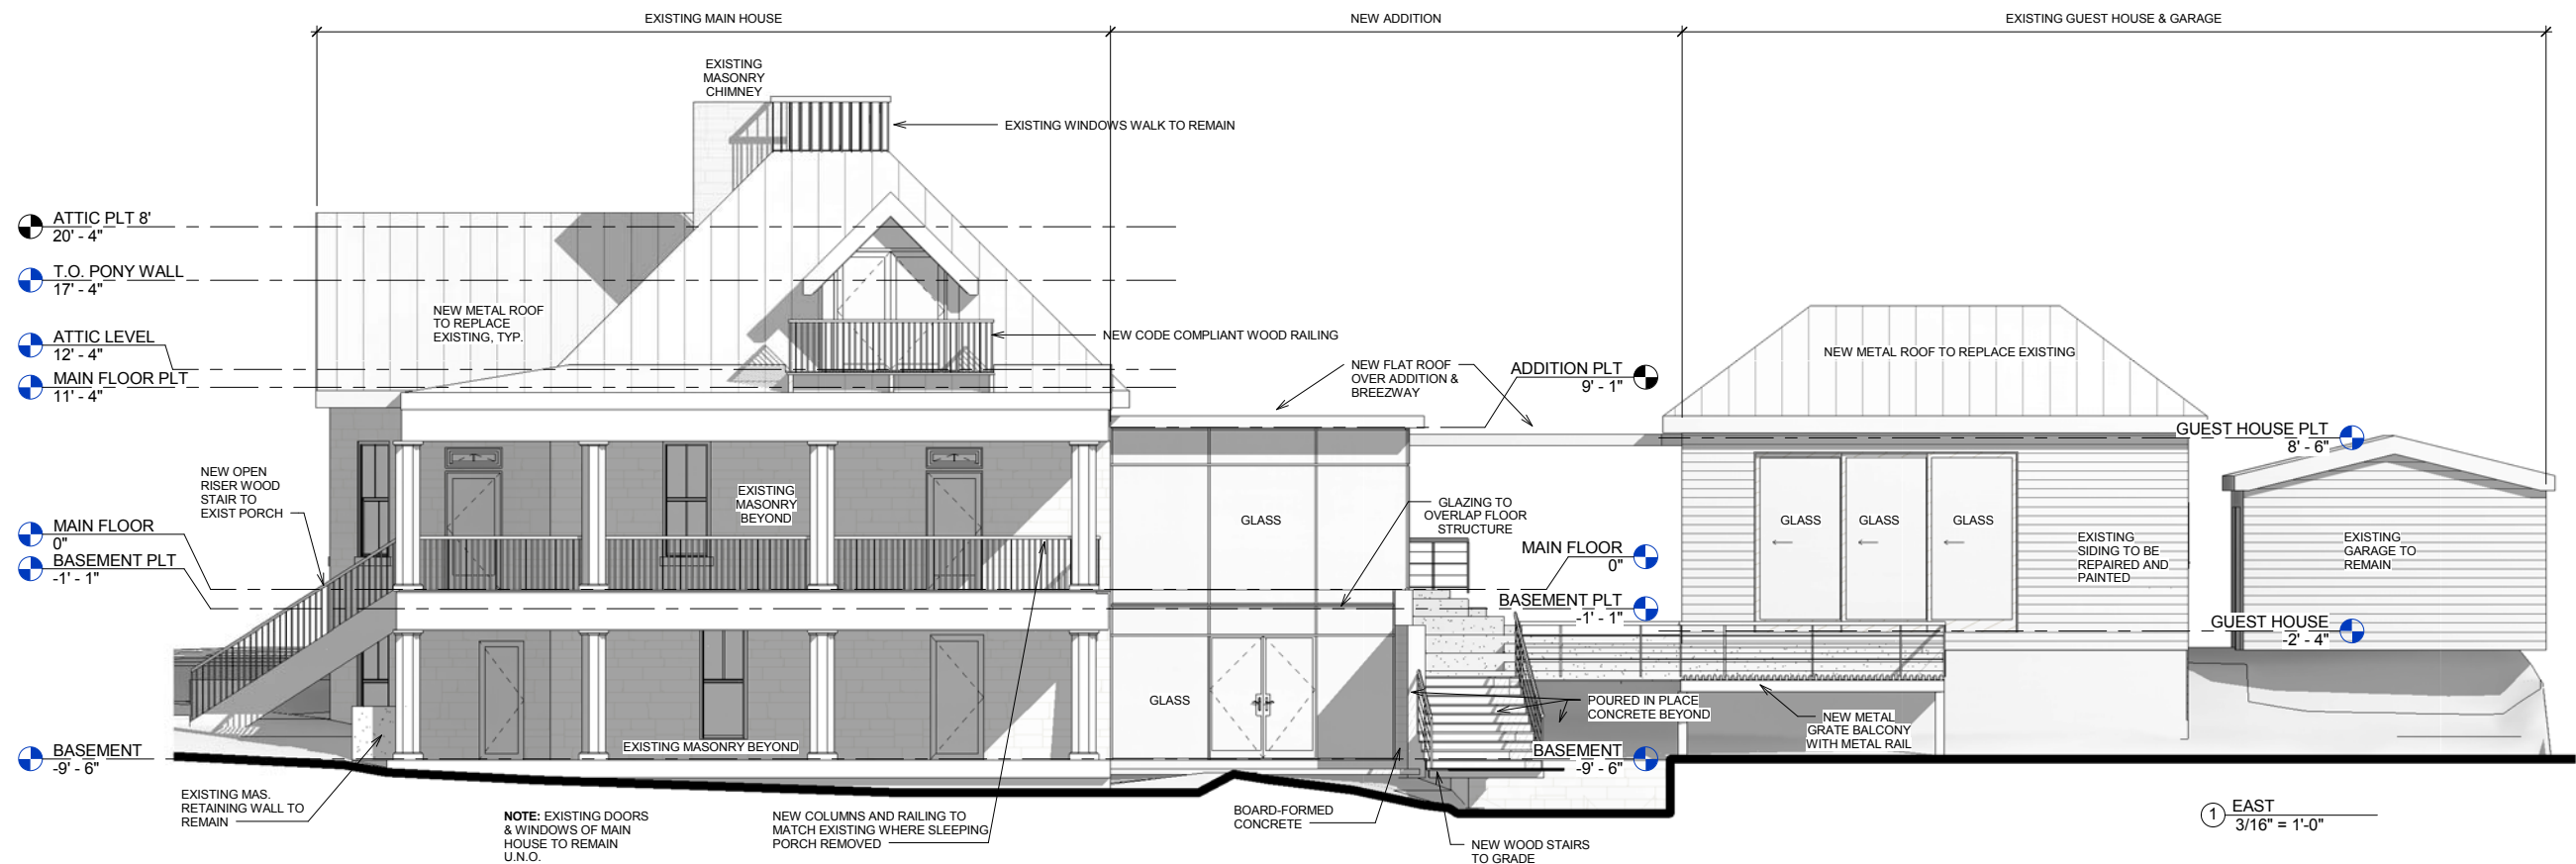 EXISTING MAIN HOUSE
NEW ADDITION
EXISTING GUEST HOUSE & GARAGE
EXISTING
MASONRY
CHIMNEY
EXISTING WINDOWS WALK TO REMAIN
ATTIC PLT 8'
20' - 4"
T.O. PONY WALL
17' - 4"
NEW METAL ROOF
TO REPLACE
EXISTING, TYP.
ATTIC LEVEL
12' - 4"
MAIN FLOOR PLT
11' - 4"
NEW CODE COMPLIANT WOOD RAILING
NEW FLAT ROOF
OVER ADDITION &
BREEZWAY
ADDITION PLT
9' - 1"
NEW METAL ROOF TO REPLACE EXISTING
GUEST HOUSE PLT
8' - 6"
NEW OPEN
RISER WOOD
STAIR TO
EXIST PORCH
EXISTING
MASONRY
BEYOND
GLASS
GLAZING TO
OVERLAP FLOOR
STRUCTURE
GLASS
GLASS
GLASS
EXISTING
SIDING TO BE
REPAIRED AND
PAINTED
EXISTING
GARAGE TO
REMAIN
MAIN FLOOR
0"
BASEMENT PLT
-1' - 1"
MAIN FLOOR
0"
BASEMENT PLT
-1' - 1"
GUEST HOUSE
-2' - 4"
GLASS
POURED IN PLACE
CONCRETE BEYOND
NEW METAL
GRATE BALCONY
WITH METAL RAIL
EXISTING MASONRY BEYOND
BASEMENT
-9' - 6"
BASEMENT
-9' - 6"
EXISTING MAS.
RETAINING WALL TO
REMAIN
NOTE: EXISTING DOORS
& WINDOWS OF MAIN
HOUSE TO REMAIN
U.N.O.
NEW COLUMNS AND RAILING TO
MATCH EXISTING WHERE SLEEPING
PORCH REMOVED
BOARD-FORMED
CONCRETE
NEW WOOD STAIRS
TO GRADE
1 EAST
3/16" = 1'-0"